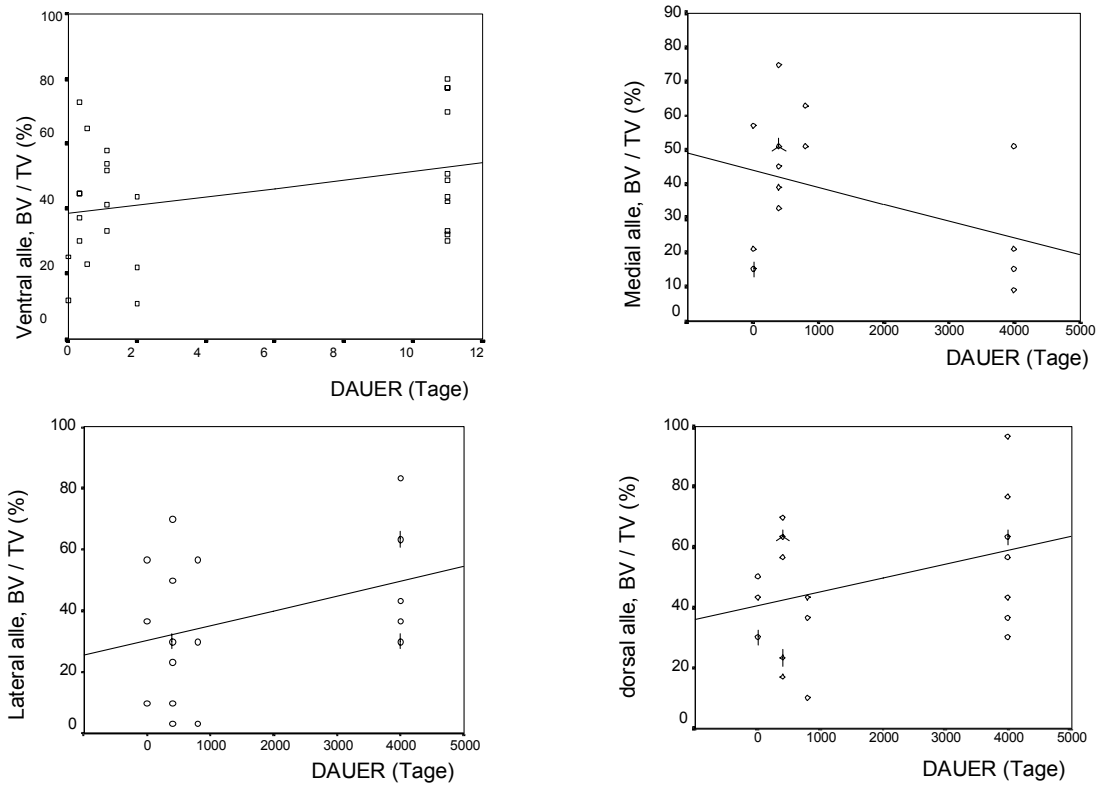 100
80
60
40
20
0
Ventral alle, BV / TV (%)
0 2 4 6 8 10 12
DAUER (Tage)
90
80
70
60
50
40
30
20
10
0
Medial alle, BV / TV (%)
0 1000 2000 3000 4000 5000
DAUER (Tage)
100
80
60
40
20
0
Lateral alle, BV / TV (%)
0 1000 2000 3000 4000 5000
DAUER (Tage)
100
80
60
40
20
0
dorsal alle, BV / TV (%)
0 1000 2000 3000 4000 5000
DAUER (Tage)